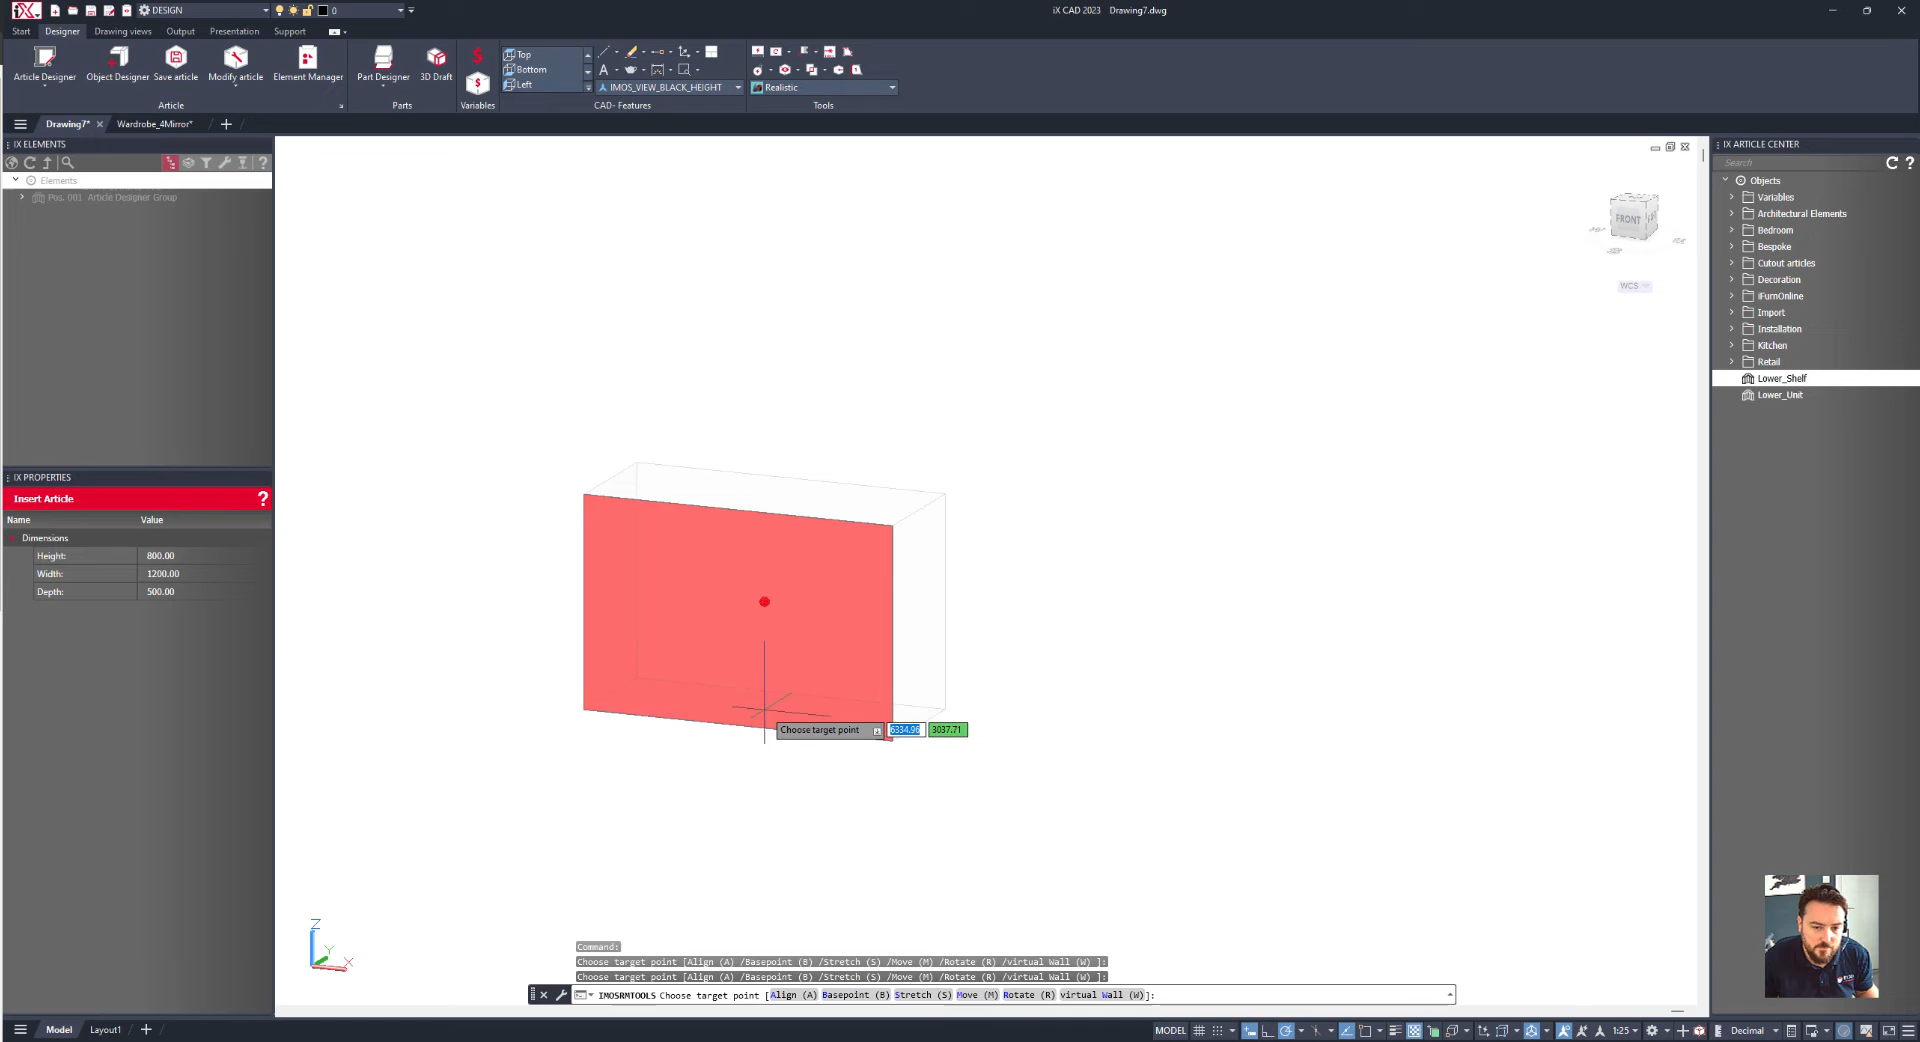 iX DESIGN 0 iX CAD 2023 Drawing7.dwg
Start Designer Drawing views Output Presentation Support
Article Designer Object Designer Save article Modify article Element Manager Part Designer 3D Draft
Top
Bottom
Left
IMOS_VIEW_BLACK_HEIGHT
Realistic
Article Parts Variables CAD- Features Tools
Drawing7* Wardrobe_4Mirror*
IX ELEMENTS
Elements
Pos. 001 Article Designer Group
IX PROPERTIES
Insert Article
Name Value
Dimensions
Height: 800.00
Width: 1200.00
Depth: 500.00
FRONT
WCS
Choose target point 6334.96 3037.71
Z
Y
X
Command:
Choose target point [Align (A) /Basepoint (B) /Stretch (S) /Move (M) /Rotate (R) /virtual Wall (W) ]:
Choose target point [Align (A) /Basepoint (B) /Stretch (S) /Move (M) /Rotate (R) /virtual Wall (W) ]:
IMOSRMTOOLS Choose target point [Align (A) Basepoint (B) Stretch (S) Move (M) Rotate (R) virtual Wall (W)]:
IX ARTICLE CENTER
Search
Objects
Variables
Architectural Elements
Bedroom
Bespoke
Cutout articles
Decoration
iFurnOnline
Import
Installation
Kitchen
Retail
Lower_Shelf
Lower_Unit
Model Layout1
MODEL 1:25 Decimal